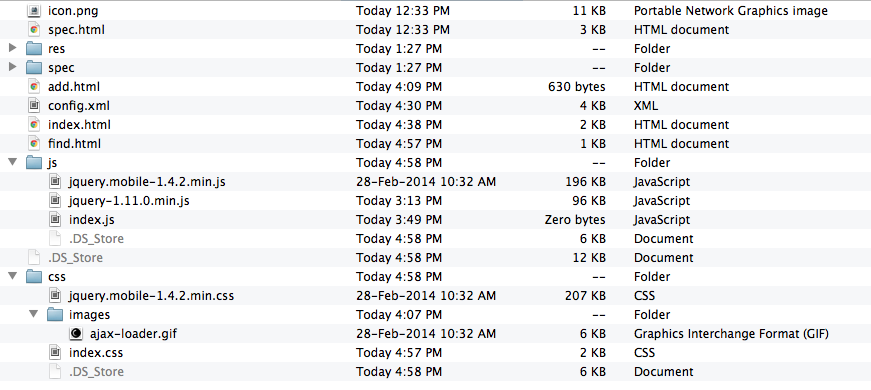 icon.png Today 12:33 PM 11 KB Portable Network Graphics image
spec.html Today 12:33 PM 3 KB HTML document
res Today 1:27 PM -- Folder
spec Today 1:27 PM -- Folder
add.html Today 4:09 PM 630 bytes HTML document
config.xml Today 4:30 PM 4 KB XML
index.html Today 4:38 PM 2 KB HTML document
find.html Today 4:57 PM 1 KB HTML document
js Today 4:58 PM -- Folder
jquery.mobile-1.4.2.min.js 28-Feb-2014 10:32 AM 196 KB JavaScript
jquery-1.11.0.min.js Today 3:13 PM 96 KB JavaScript
index.js Today 3:49 PM Zero bytes JavaScript
.DS_Store Today 4:58 PM 6 KB Document
.DS_Store Today 4:58 PM 12 KB Document
css Today 4:58 PM -- Folder
jquery.mobile-1.4.2.min.css 28-Feb-2014 10:32 AM 207 KB CSS
images Today 4:07 PM -- Folder
ajax-loader.gif 28-Feb-2014 10:32 AM 6 KB Graphics Interchange Format (GIF)
index.css Today 4:57 PM 2 KB CSS
.DS_Store Today 4:58 PM 6 KB Document